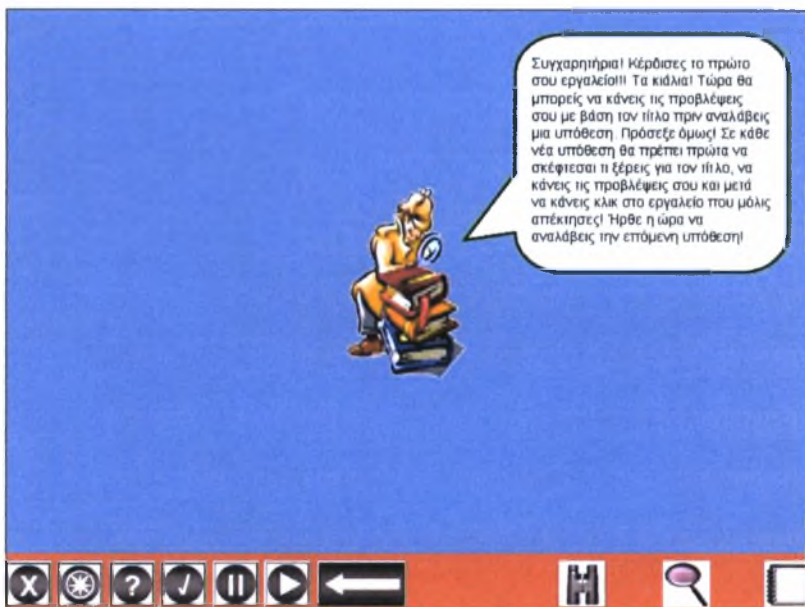 Συγχαρητήρια! Κέρδισες το πρώτο
σου εργαλείο!!! Τα κιάλια! Τώρα θα
μπορείς να κάνεις τις προβλέψεις
σου με βάση τον τίτλο πριν αναλάβεις
μια υπόθεση. Πρόσεξε όμως! Σε κάθε
νέα υπόθεση θα πρέπει πρώτα να
σκέφτεσαι τι ξέρεις για τον τίτλο, να
κάνεις τις προβλέψεις σου και μετά
να κάνεις κλικ στο εργαλείο που μόλις
απέκτησες! Ήρθε η ώρα να
αναλάβεις την επόμενη υπόθεση!